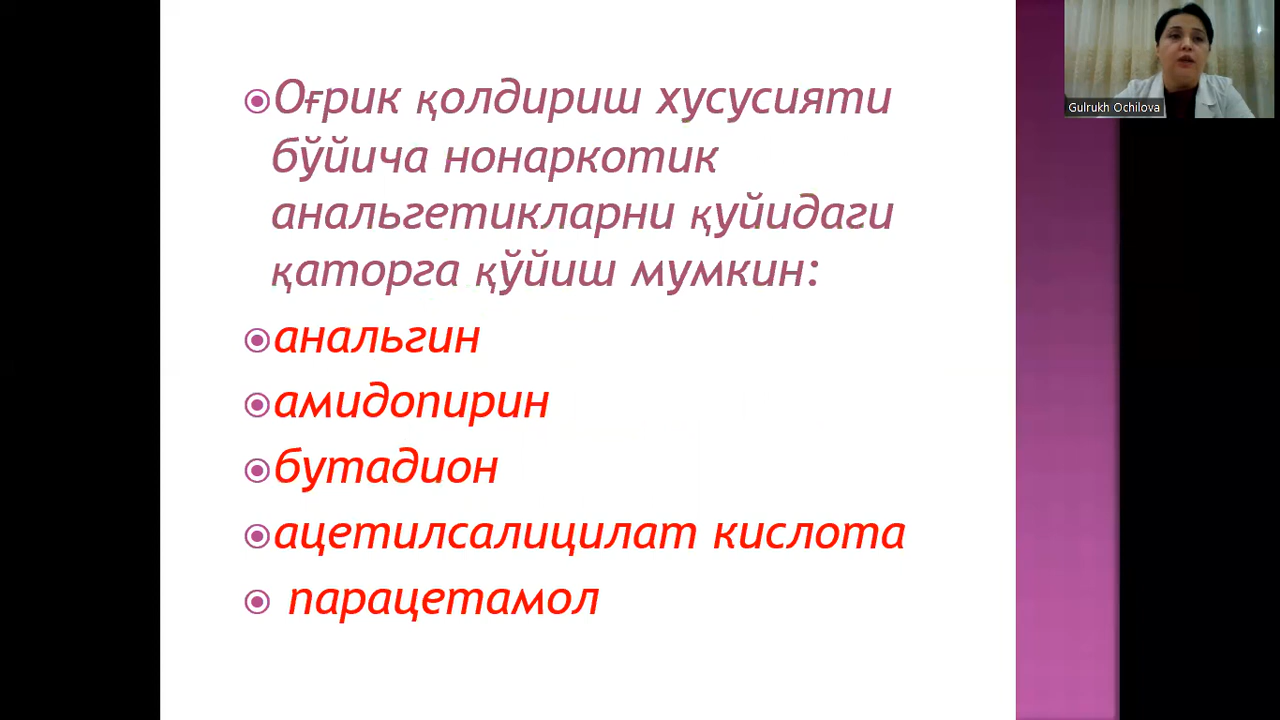 Оғрик қолдириш хусусияти
бўйича нонаркотик
анальгетикларни қуйидаги
қаторга қўйиш мумкин:
анальгин
амидопирин
бутадион
ацетилсалицилат кислота
парацетамол
Gulrukh Ochilova